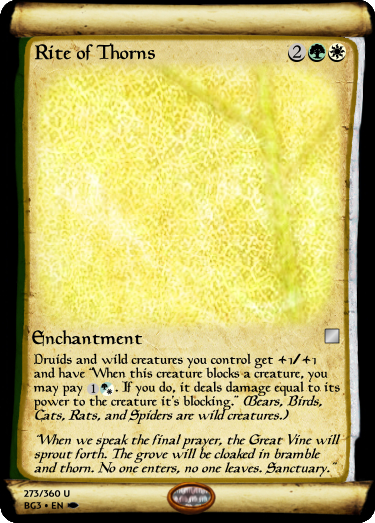 Rite of Thorns 2
Enchantment
Druids and wild creatures you control get +1/+1
and have "When this creature blocks a creature, you
may pay 1 . If you do, it deals damage equal to its
power to the creature it's blocking." (Bears, Birds,
Cats, Rats, and Spiders are wild creatures.)
"When we speak the final prayer, the Great Vine will
sprout forth. The grove will be cloaked in bramble
and thorn. No one enters, no one leaves. Sanctuary."
273/360 U
BG3 • EN